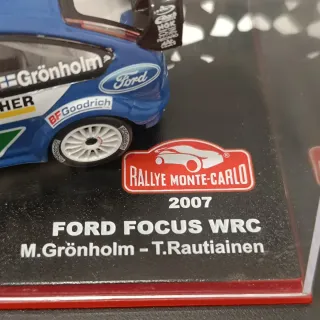 Grönholm
Ford
HER
BFGoodrich
RALLYE MONTE-CARLO
2007
FORD FOCUS WRC
M.Grönholm - T.Rautiainen